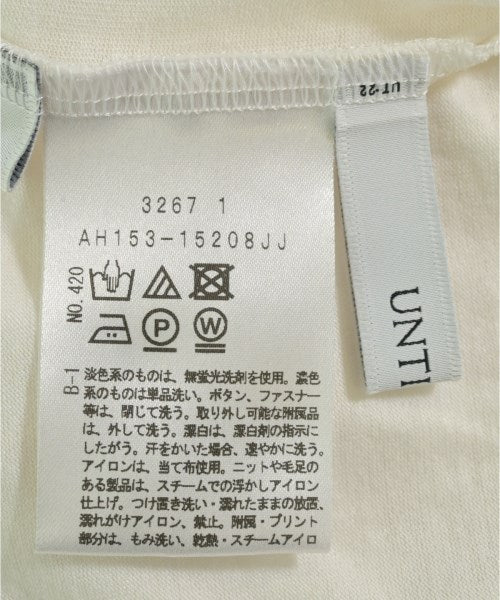 3267 1
AH153-15208JJ
NO.420
P
W
B-1
淡色系のものは、無蛍光洗剤を使用。濃色
系のものは単品洗い。ボタン、ファスナー
等は、閉じて洗う。取り外し可能な附属品
は、外して洗う。漂白は、漂白剤の指示に
したがう。汗をかいた場合、速やかに洗う。
アイロンは、当て布使用。ニットや毛足の
ある製品は、スチームでの浮かしアイロン
仕上げ。つけ置き洗い・濡れたままの放置、
濡れがけアイロン、禁止。附属・プリント
部分は、もみ洗い、乾熱・スチームアイロ
UT-22
UNTI